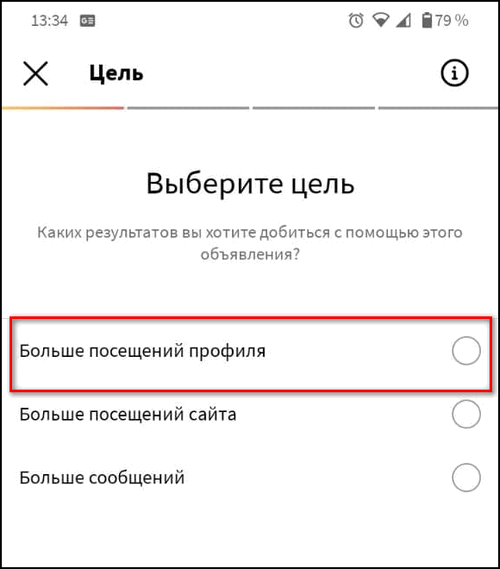 13:34 79 %
Цель
Выберите цель
Каких результатов вы хотите добиться с помощью этого
объявления?
Больше посещений профиля
Больше посещений сайта
Больше сообщений